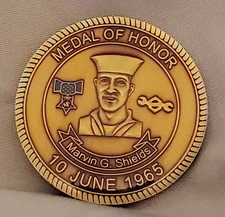 MEDAL OF HONOR
Marvin G. Shields
10 JUNE 1965